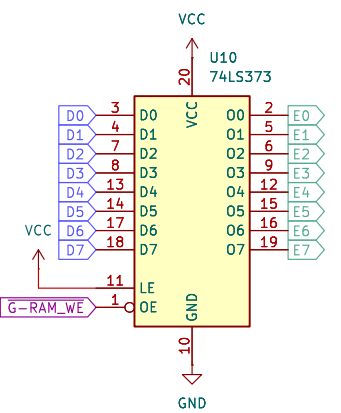 VCC
U10
74LS373
20
VCC
D0 3 D0 O0 2 E0
D1 4 D1 O1 5 E1
D2 7 D2 O2 6 E2
D3 8 D3 O3 9 E3
D4 13 D4 O4 12 E4
D5 14 D5 O5 15 E5
D6 17 D6 O6 16 E6
D7 18 D7 O7 19 E7
VCC
11 LE
G-RAM_WE 1 OE
GND
10
GND